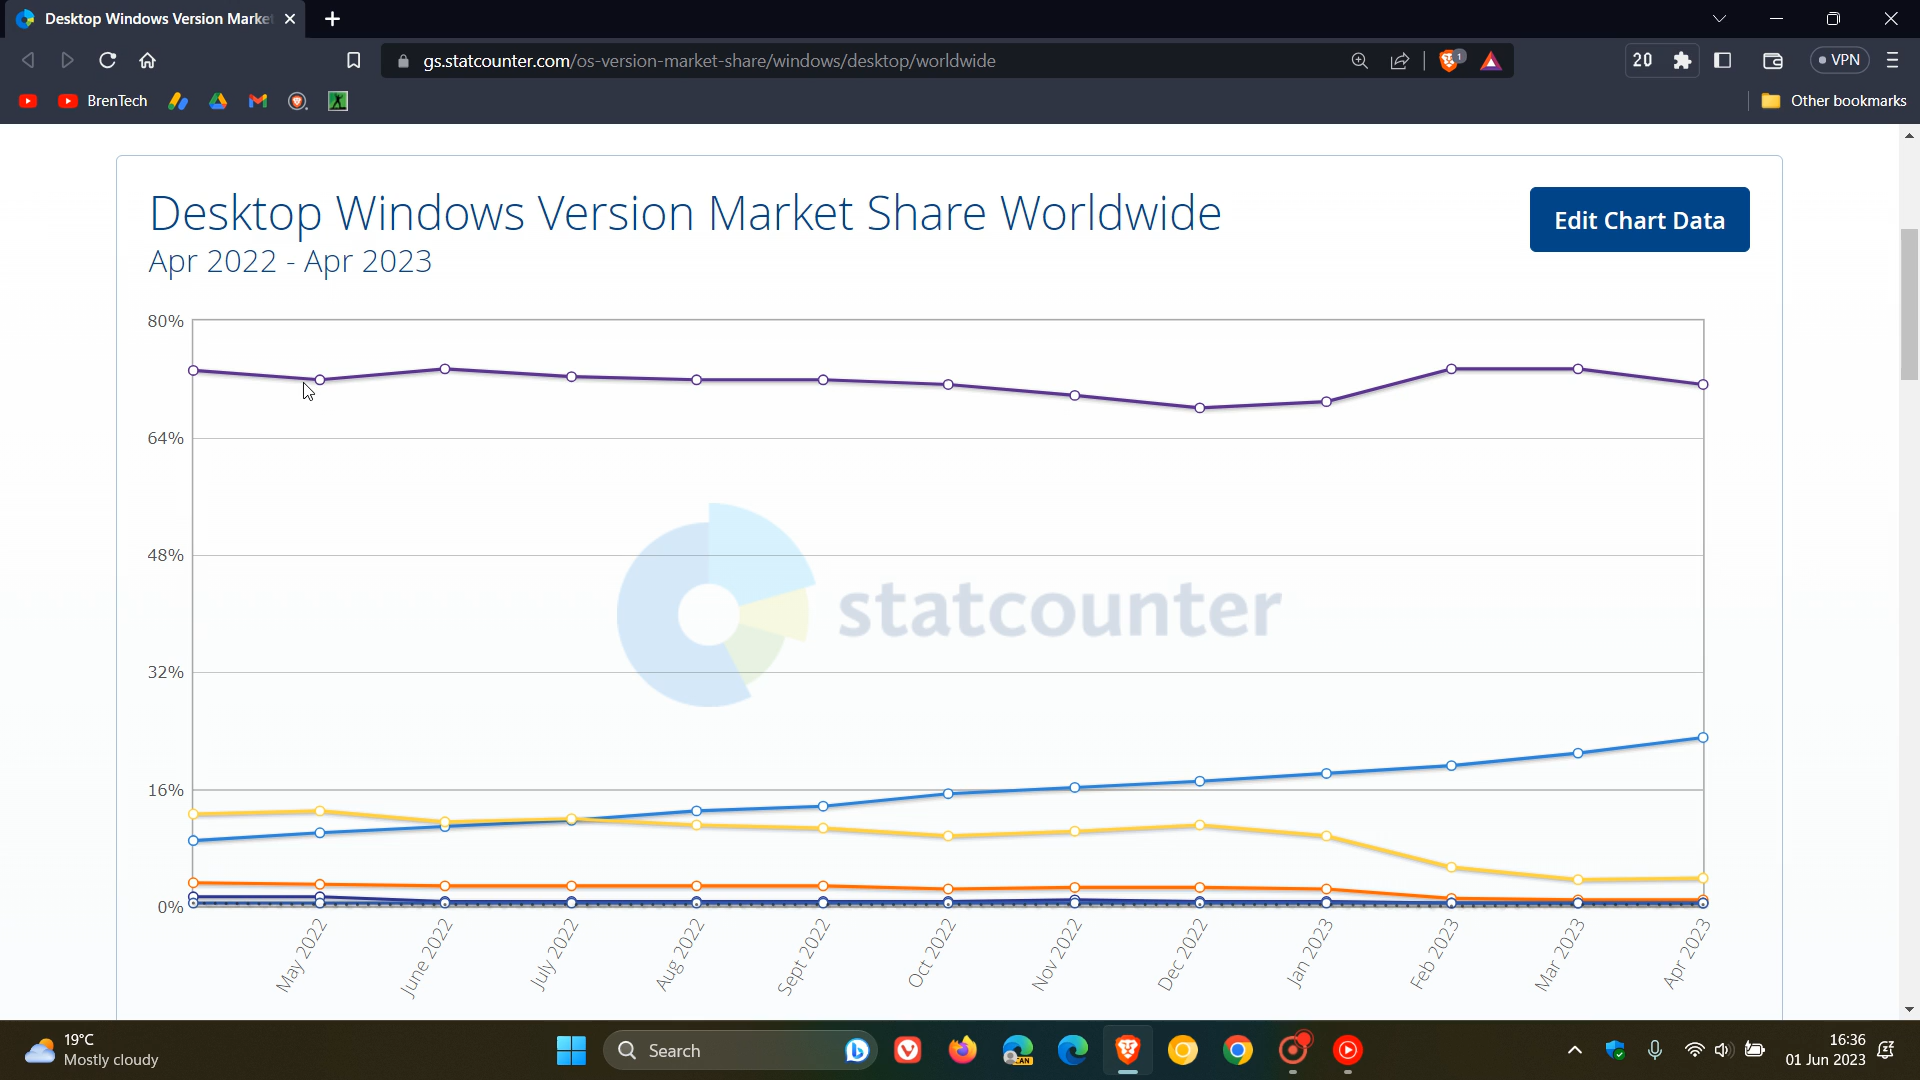 Desktop Windows Version Marke
gs.statcounter.com/os-version-market-share/windows/desktop/worldwide
1
20
VPN
BrenTech
Other bookmarks
Desktop Windows Version Market Share Worldwide
Apr 2022 - Apr 2023
Edit Chart Data
80%
64%
48%
32%
16%
0%
statcounter
May 2022
June 2022
July 2022
Aug 2022
Sept 2022
Oct 2022
Nov 2022
Dec 2022
Jan 2023
Feb 2023
Mar 2023
Apr 2023
19°C
Mostly cloudy
Search
CAN
16:36
01 Jun 2023